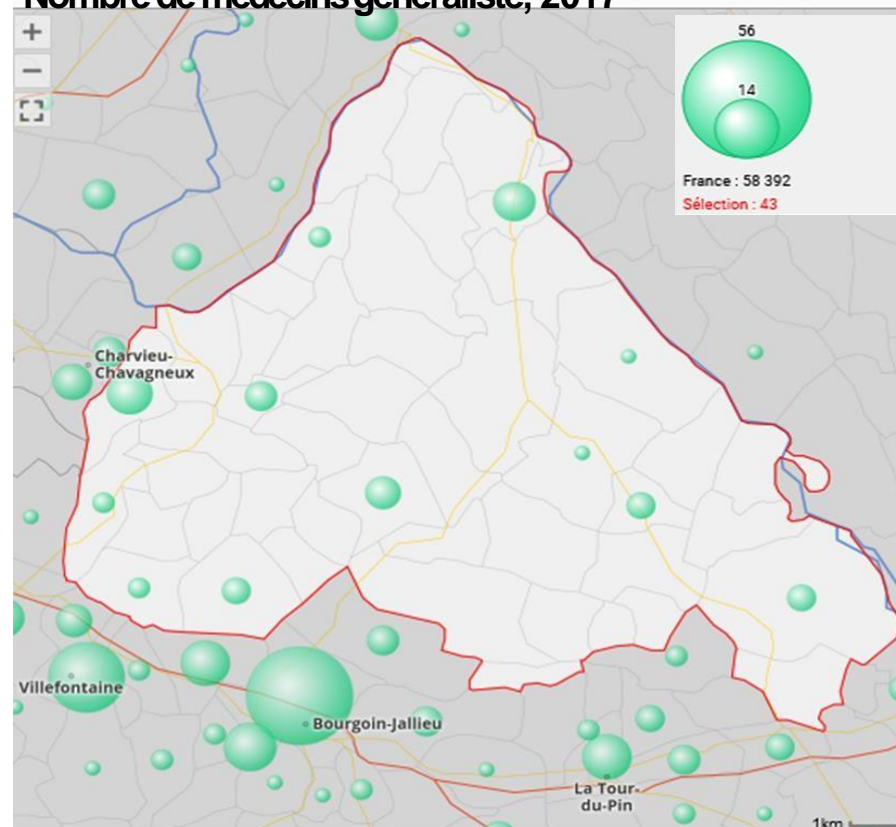 Nombre de médecins généraliste, 2017
+
−
56
14
France : 58 392
Sélection : 43
Charvieu-
Chavagneux
Villefontaine
Bourgoin-Jallieu
La Tour-
du-Pin
1km